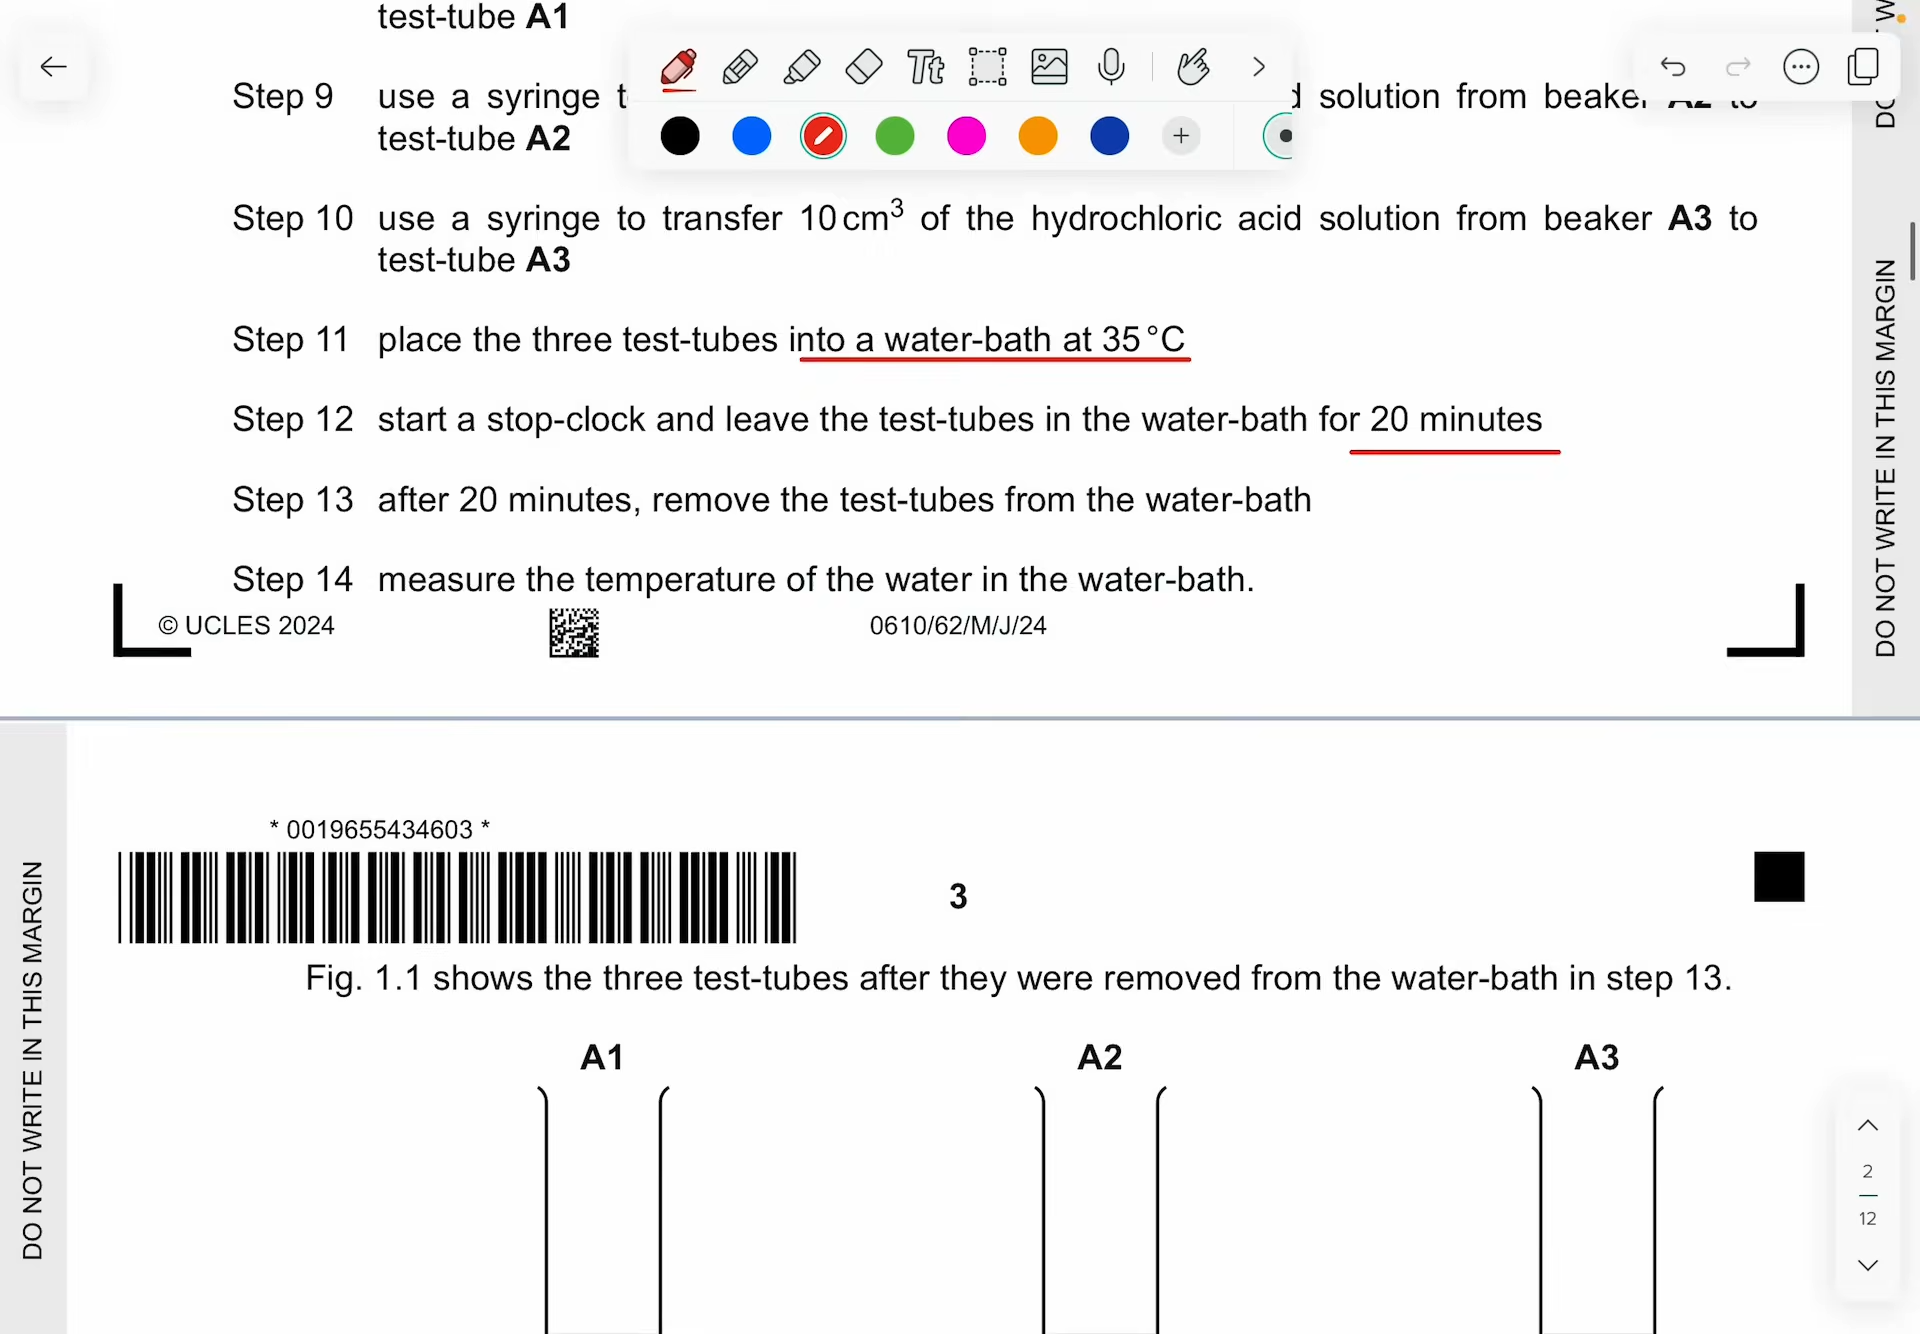 test-tube A1
Step 9 use a syringe solution from beaker
test-tube A2
Step 10 use a syringe to transfer 10 cm³ of the hydrochloric acid solution from beaker A3 to
test-tube A3
Step 11 place the three test-tubes into a water-bath at 35 °C
Step 12 start a stop-clock and leave the test-tubes in the water-bath for 20 minutes
Step 13 after 20 minutes, remove the test-tubes from the water-bath
Step 14 measure the temperature of the water in the water-bath.
© UCLES 2024
0610/62/M/J/24
DO NOT WRITE IN THIS MARGIN
Tt
* 0019655434603 *
3
Fig. 1.1 shows the three test-tubes after they were removed from the water-bath in step 13.
A1 A2 A3
DO NOT WRITE IN THIS MARGIN
2
12